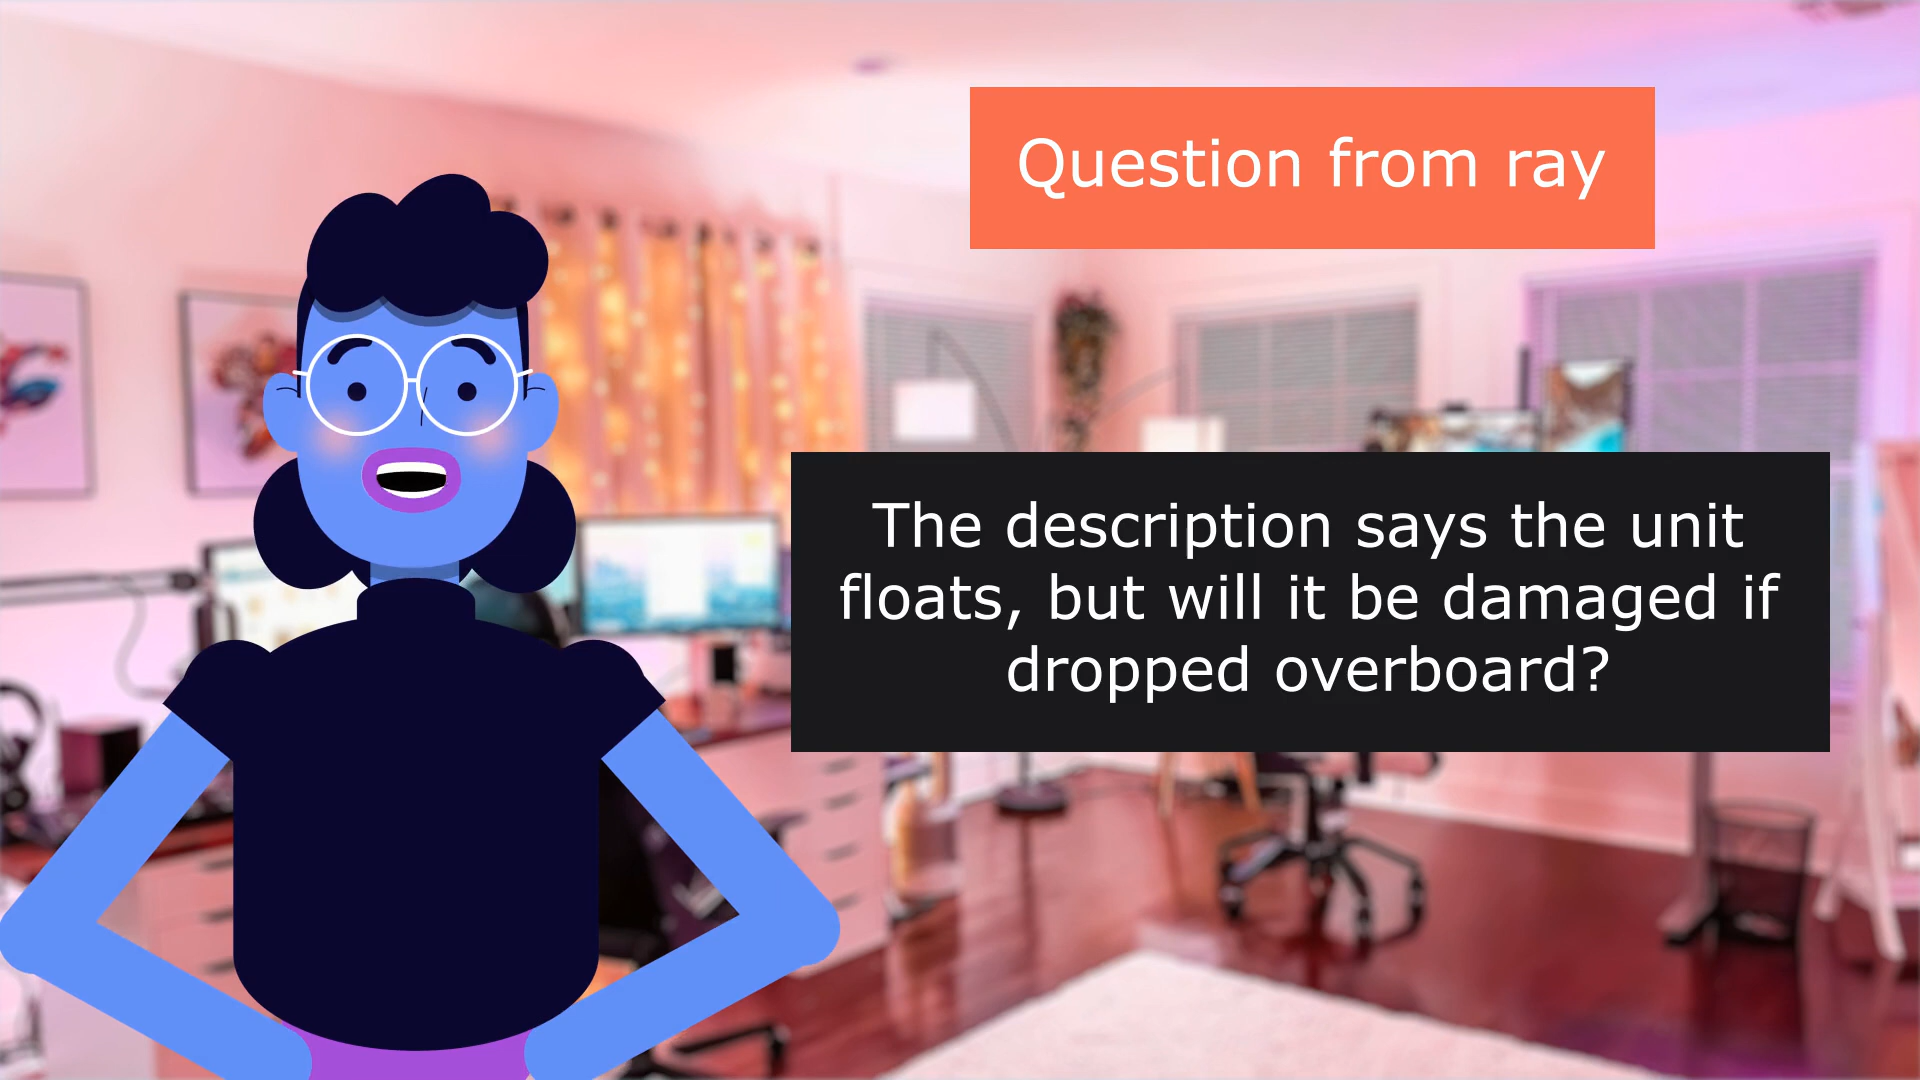 Question from ray
The description says the unit
floats, but will it be damaged if
dropped overboard?